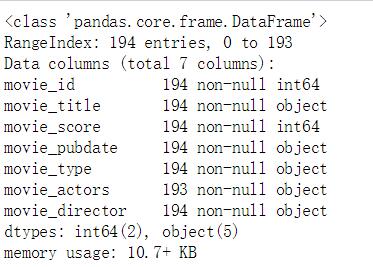 <class 'pandas.core.frame.DataFrame'>
RangeIndex: 194 entries, 0 to 193
Data columns (total 7 columns):
movie_id          194 non-null int64
movie_title       194 non-null object
movie_score       194 non-null int64
movie_pubdate     194 non-null object
movie_type        194 non-null object
movie_actors      193 non-null object
movie_director    194 non-null object
dtypes: int64(2), object(5)
memory usage: 10.7+ KB